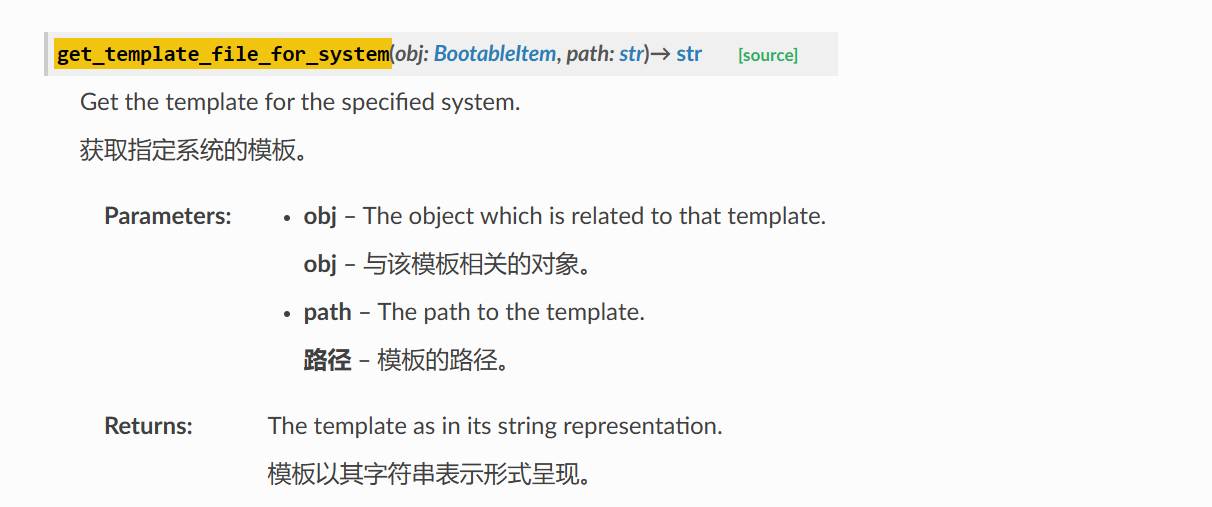 get_template_file_for_system(obj: BootableItem, path: str)→ str [source]
Get the template for the specified system.
获取指定系统的模板。
Parameters:
• obj – The object which is related to that template.
obj – 与该模板相关的对象。
• path – The path to the template.
路径 – 模板的路径。
Returns:
The template as in its string representation.
模板以其字符串表示形式呈现。